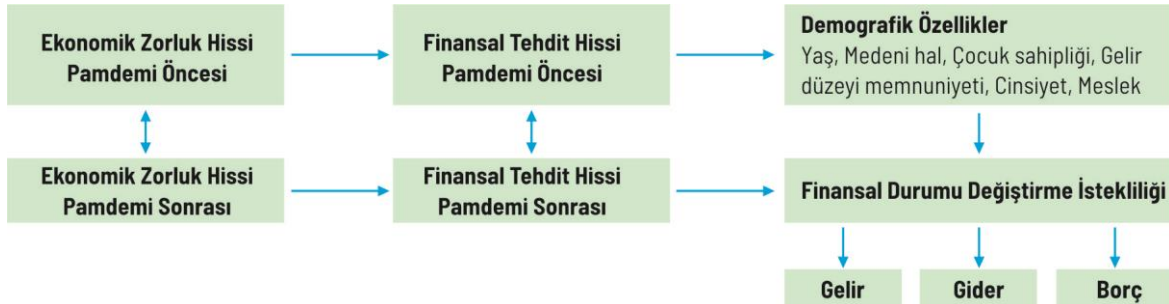 Ekonomik Zorluk Hissi
Pamdemi Öncesi
Finansal Tehdit Hissi
Pamdemi Öncesi
Demografik Özellikler
Yaş, Medeni hal, Çocuk sahipliği, Gelir
düzeyi memnuniyeti, Cinsiyet, Meslek
Ekonomik Zorluk Hissi
Pamdemi Sonrası
Finansal Tehdit Hissi
Pamdemi Sonrası
Finansal Durumu Değiştirme İstekliliği
Gelir
Gider
Borç